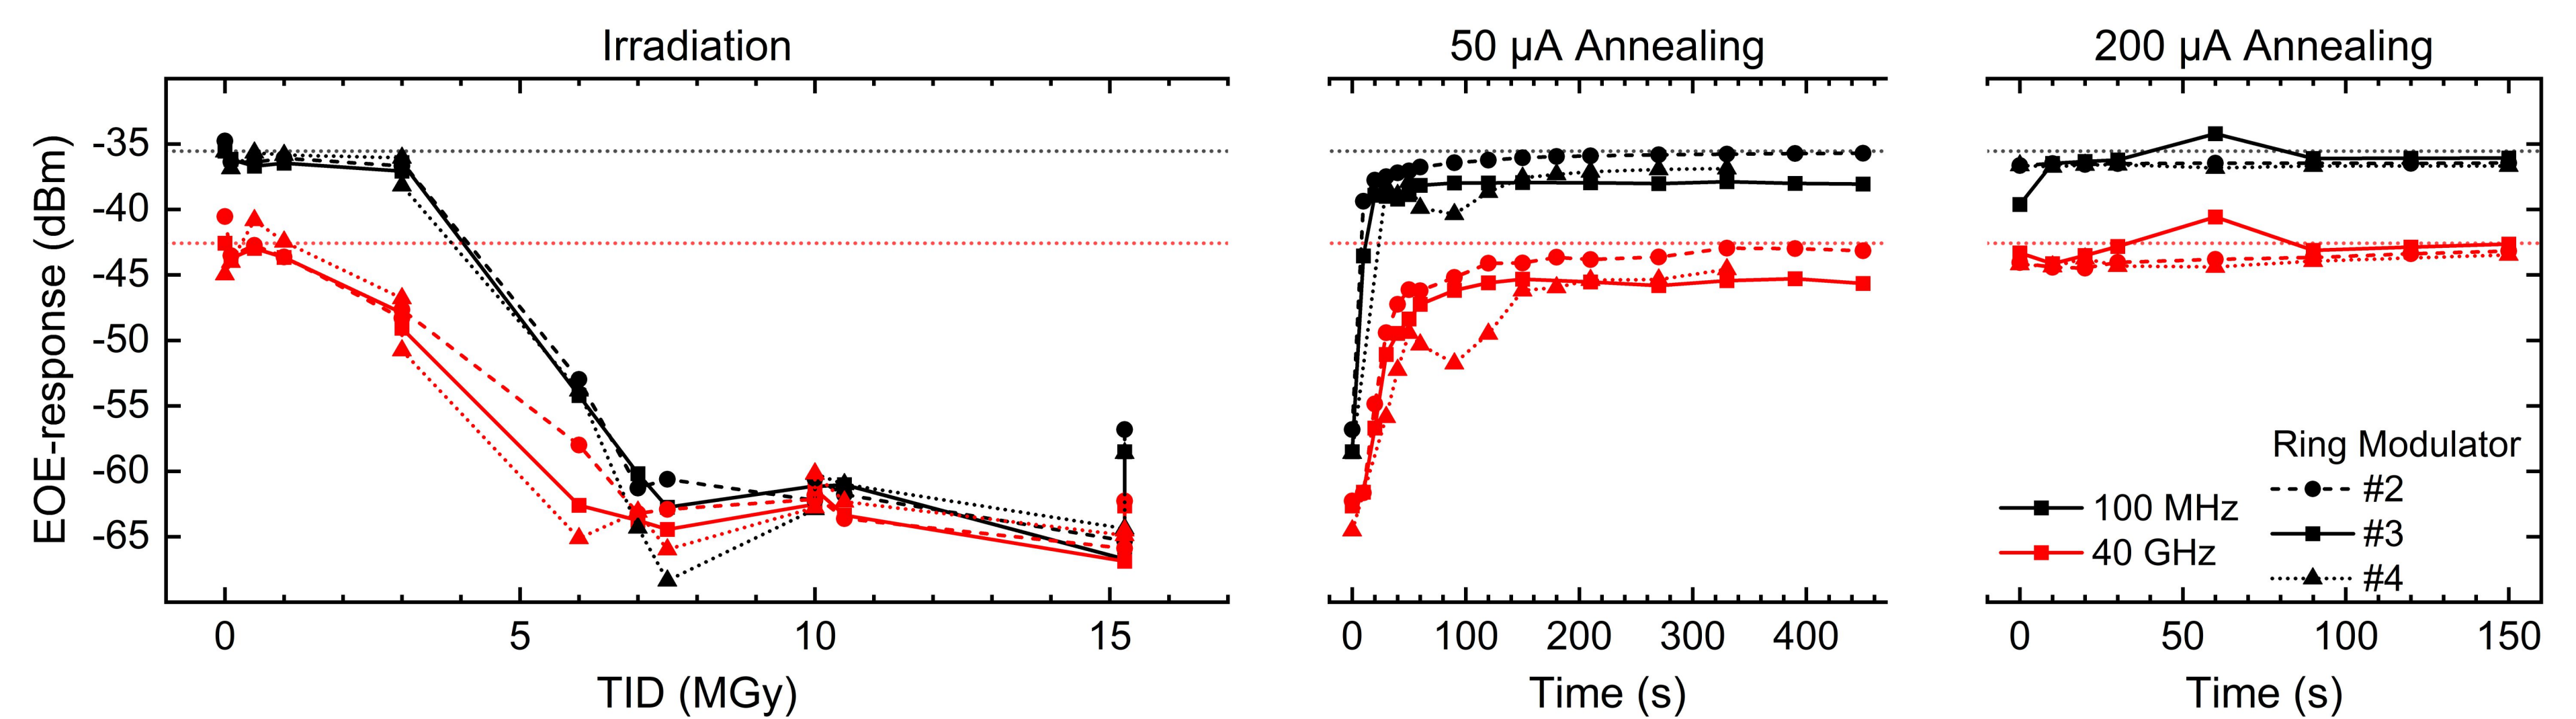 Irradiation
50 µA Annealing
200 µA Annealing
EOE-response (dBm)
-35
-40
-45
-50
-55
-60
-65
Ring Modulator
#2
100 MHz
#3
40 GHz
#4
0 5 10 15
0 100 200 300 400
0 50 100 150
TID (MGy)
Time (s)
Time (s)